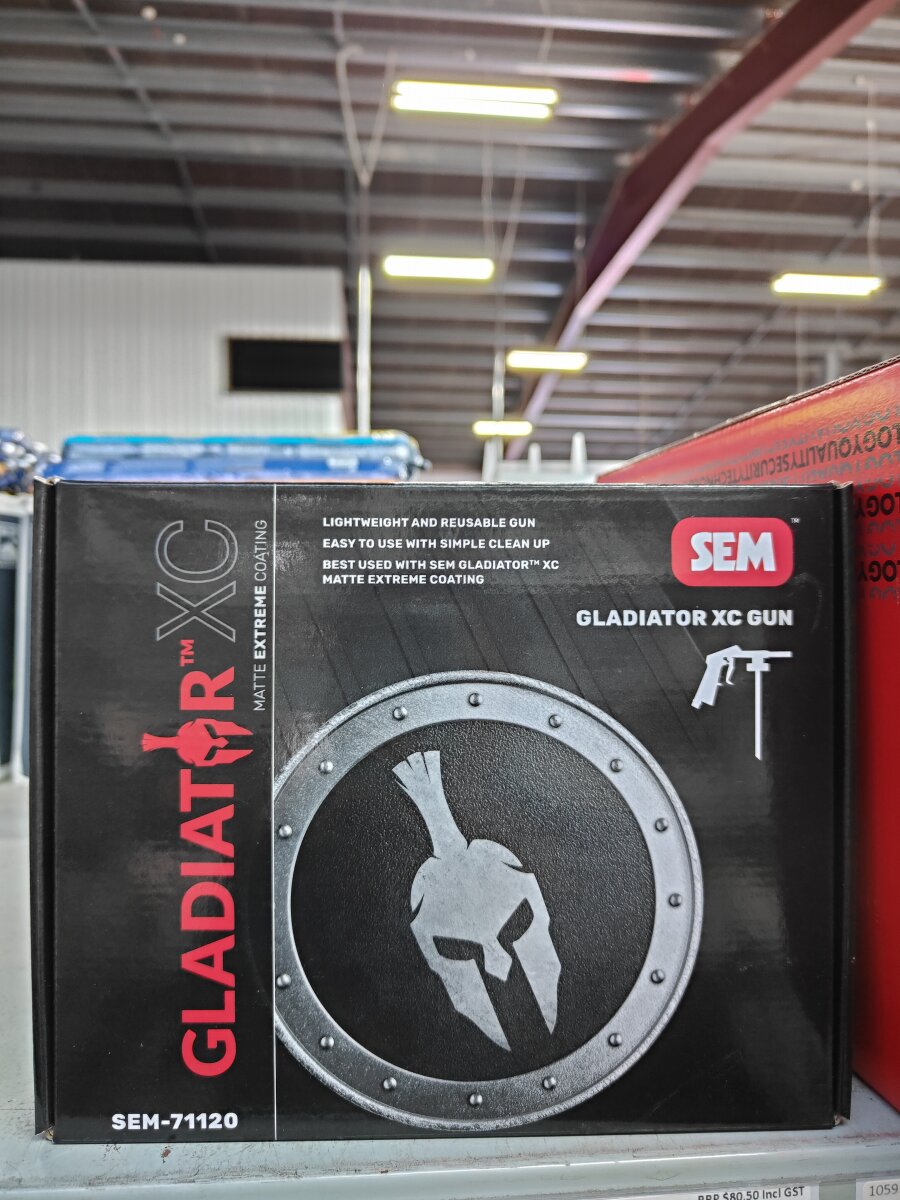 GLADIATOR™ XC
MATTE EXTREME COATING
LIGHTWEIGHT AND REUSABLE GUN
EASY TO USE WITH SIMPLE CLEAN UP
BEST USED WITH SEM GLADIATOR™ XC
MATTE EXTREME COATING
SEM™
GLADIATOR XC GUN
SEM-71120
RRP $80.50 Incl GST
1059